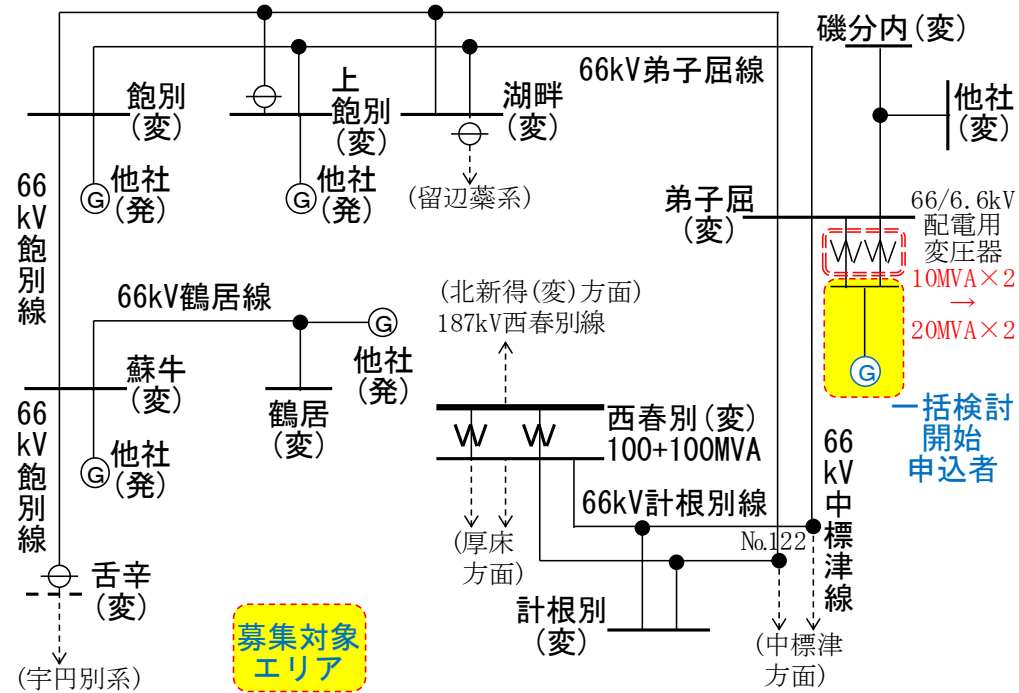 磯分内(変)
66kV弟子屈線
飽別
(変)
上
飽別
(変)
湖畔
(変)
他社
(変)
G
他社
(発)
G
他社
(発)
(留辺蘂系)
弟子屈
(変)
66/6.6kV
配電用
変圧器
10MVA×2
→
20MVA×2
66
kV
飽
別
線
66kV鶴居線
(北新得(変)方面)
187kV西春別線
G
他社
(発)
G
蘇牛
(変)
鶴居
(変)
西春別(変)
100+100MVA
一括検討
開始
申込者
66
kV
飽
別
線
G
他社
(発)
66kV計根別線
66
kV
中
標
津
線
(厚床
方面)
No.122
舌辛
(変)
計根別
(変)
募集対象
エリア
(中標津
方面)
(宇円別系)